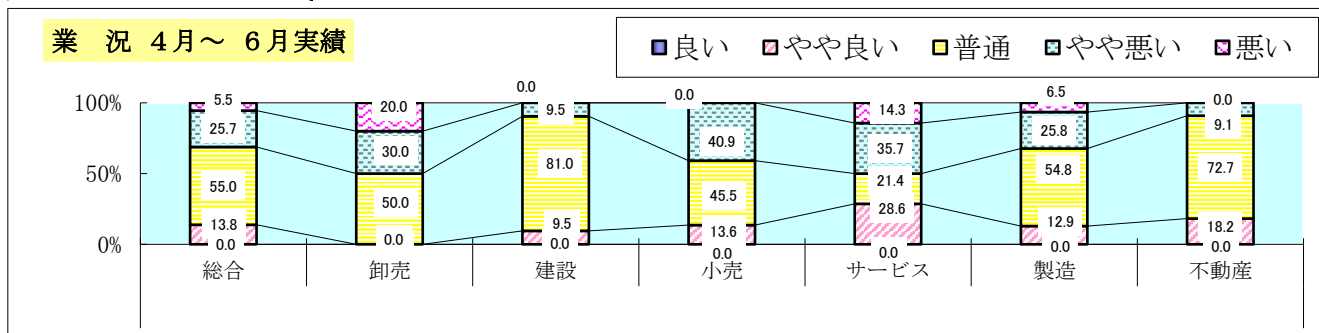 業　況　４月～　６月実績
良い　やや良い　普通　やや悪い　悪い
0.0　0.0
100%　5.5　20.0　9.5　14.3　6.5　0.0
25.7　30.0　40.9　35.7　25.8　9.1
50%　55.0　50.0　81.0　45.5　21.4　54.8　72.7
13.8　0.0　9.5　13.6　28.6　12.9　18.2
0%　0.0　0.0　0.0　0.0　0.0　0.0
総合　卸売　建設　小売　サービス　製造　不動産